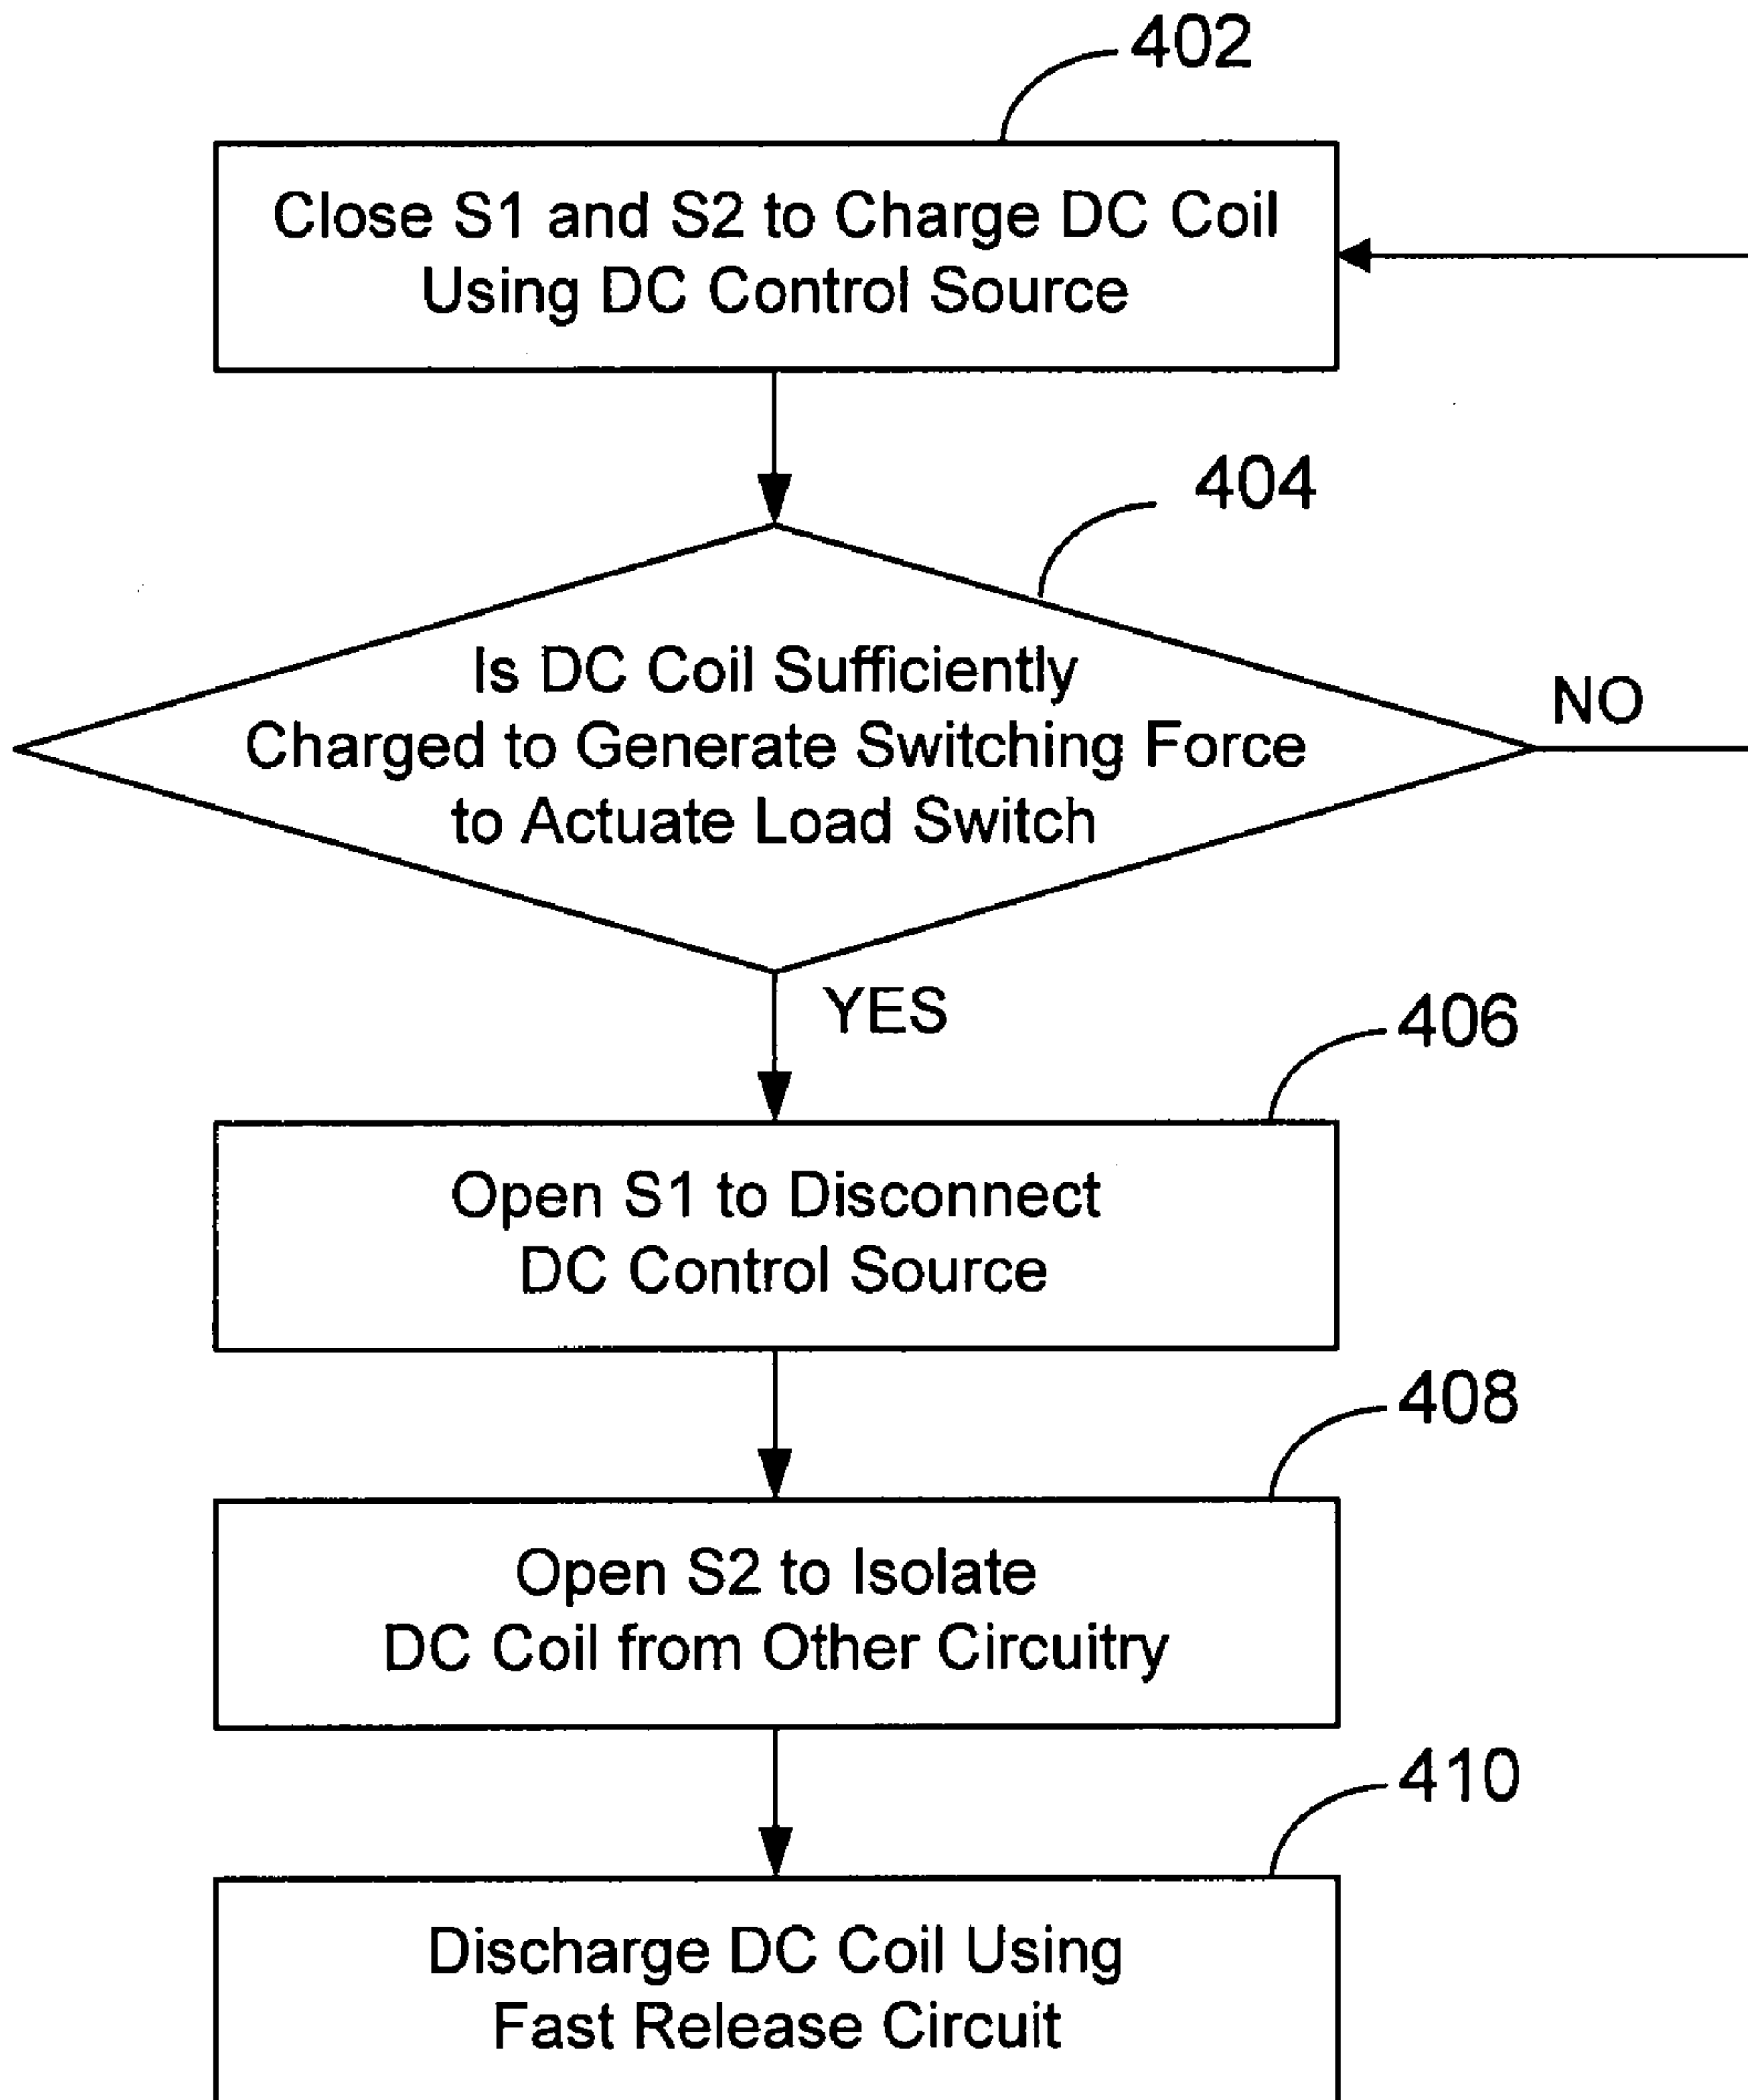 402
Close S1 and S2 to Charge DC Coil
Using DC Control Source
404
Is DC Coil Sufficiently
Charged to Generate Switching Force
to Actuate Load Switch
NO
YES
406
Open S1 to Disconnect
DC Control Source
408
Open S2 to Isolate
DC Coil from Other Circuitry
410
Discharge DC Coil Using
Fast Release Circuit